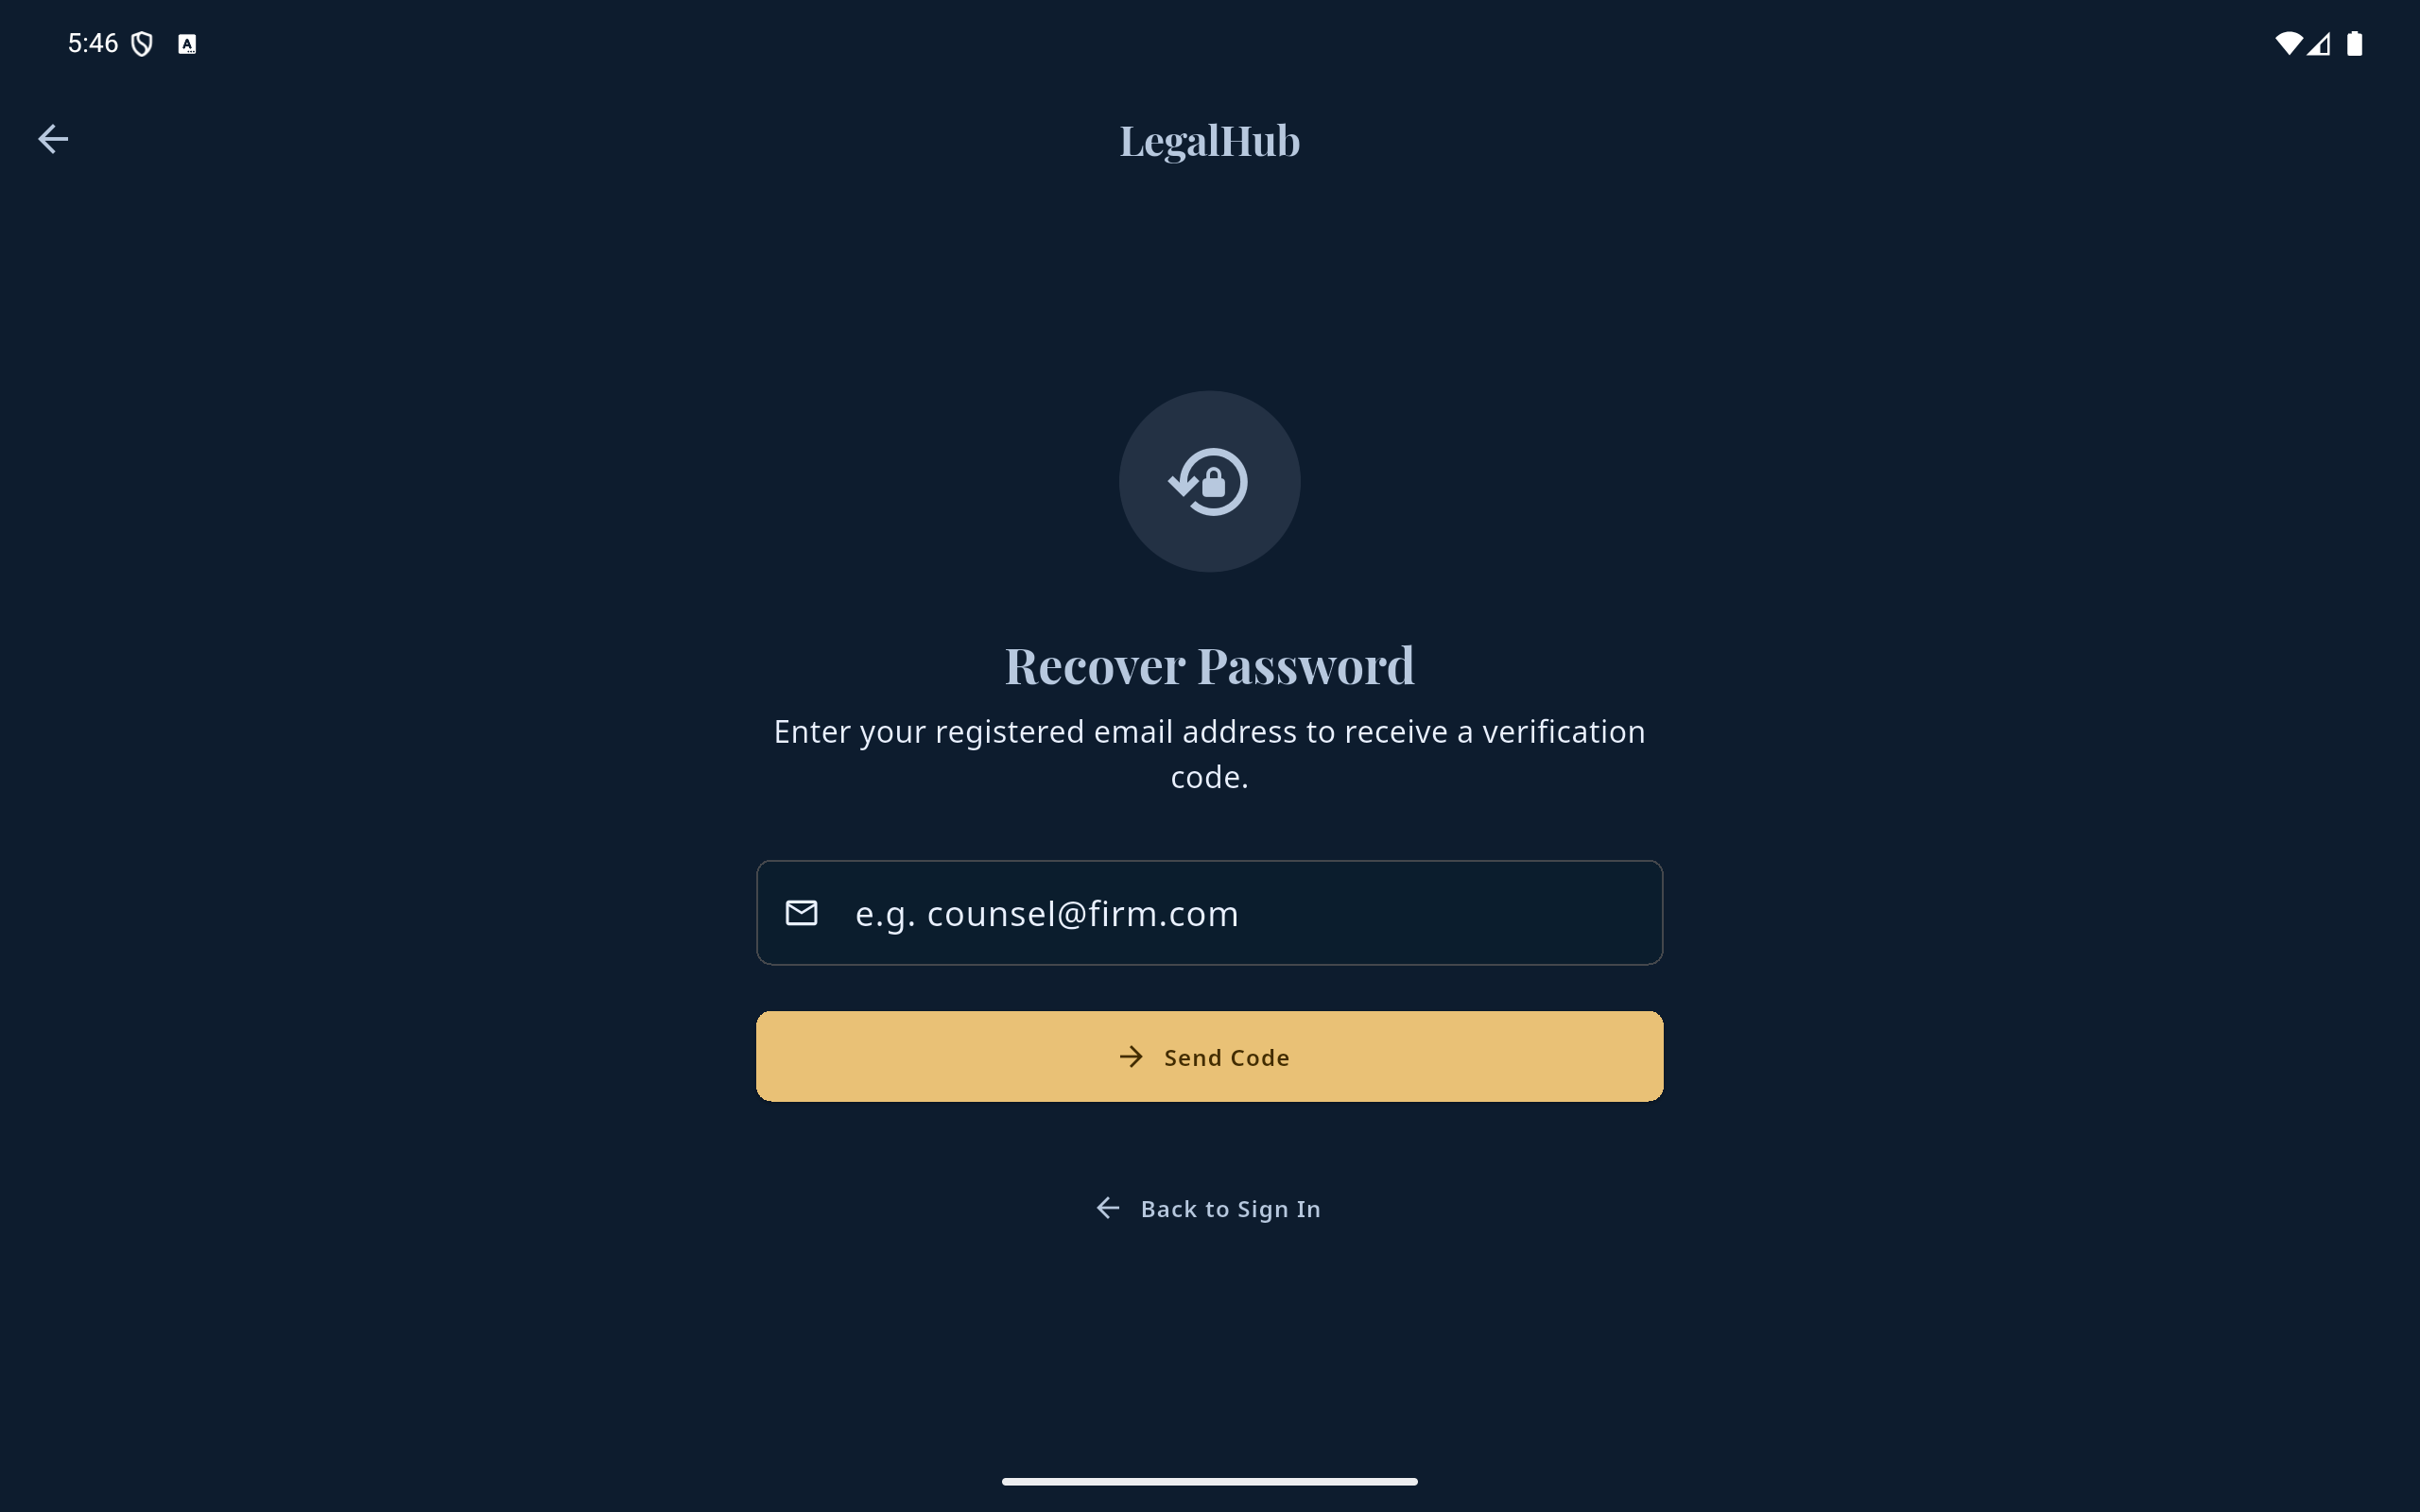 5:46
LegalHub
Recover Password
Enter your registered email address to receive a verification
code.
e.g. counsel@firm.com
Send Code
Back to Sign In